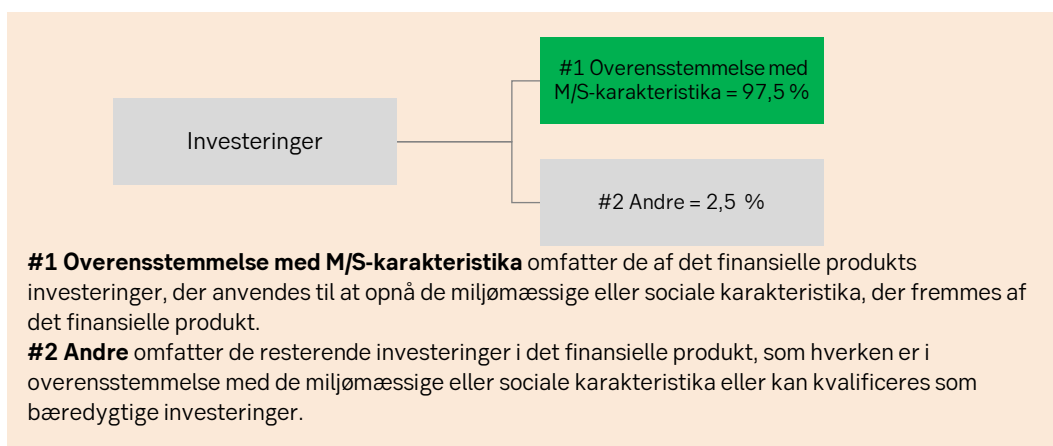 #1 Overensstemmelse med
M/S-karakteristika = 97,5 %
Investeringer
#2 Andre = 2,5 %
#1 Overensstemmelse med M/S-karakteristika omfatter de af det finansielle produkts
investeringer, der anvendes til at opnå de miljømæssige eller sociale karakteristika, der fremmes af
det finansielle produkt.
#2 Andre omfatter de resterende investeringer i det finansielle produkt, som hverken er i
overensstemmelse med de miljømæssige eller sociale karakteristika eller kan kvalificeres som
bæredygtige investeringer.